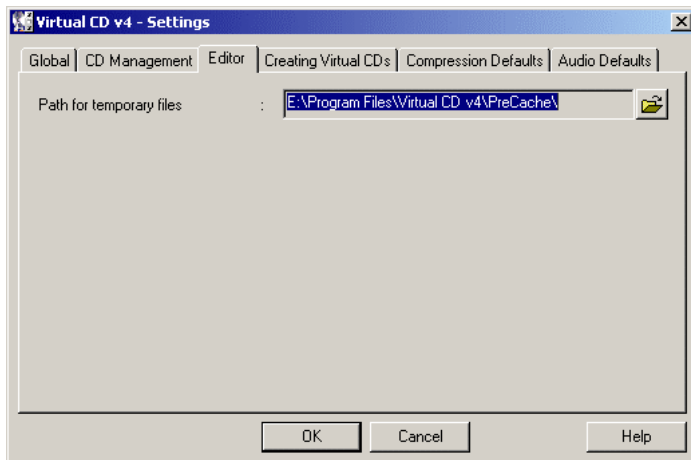 Virtual CD v4 - Settings
Global CD Management Editor Creating Virtual CDs Compression Defaults Audio Defaults
Path for temporary files : E:\Program Files\Virtual CD v4\PreCache\
OK Cancel Help